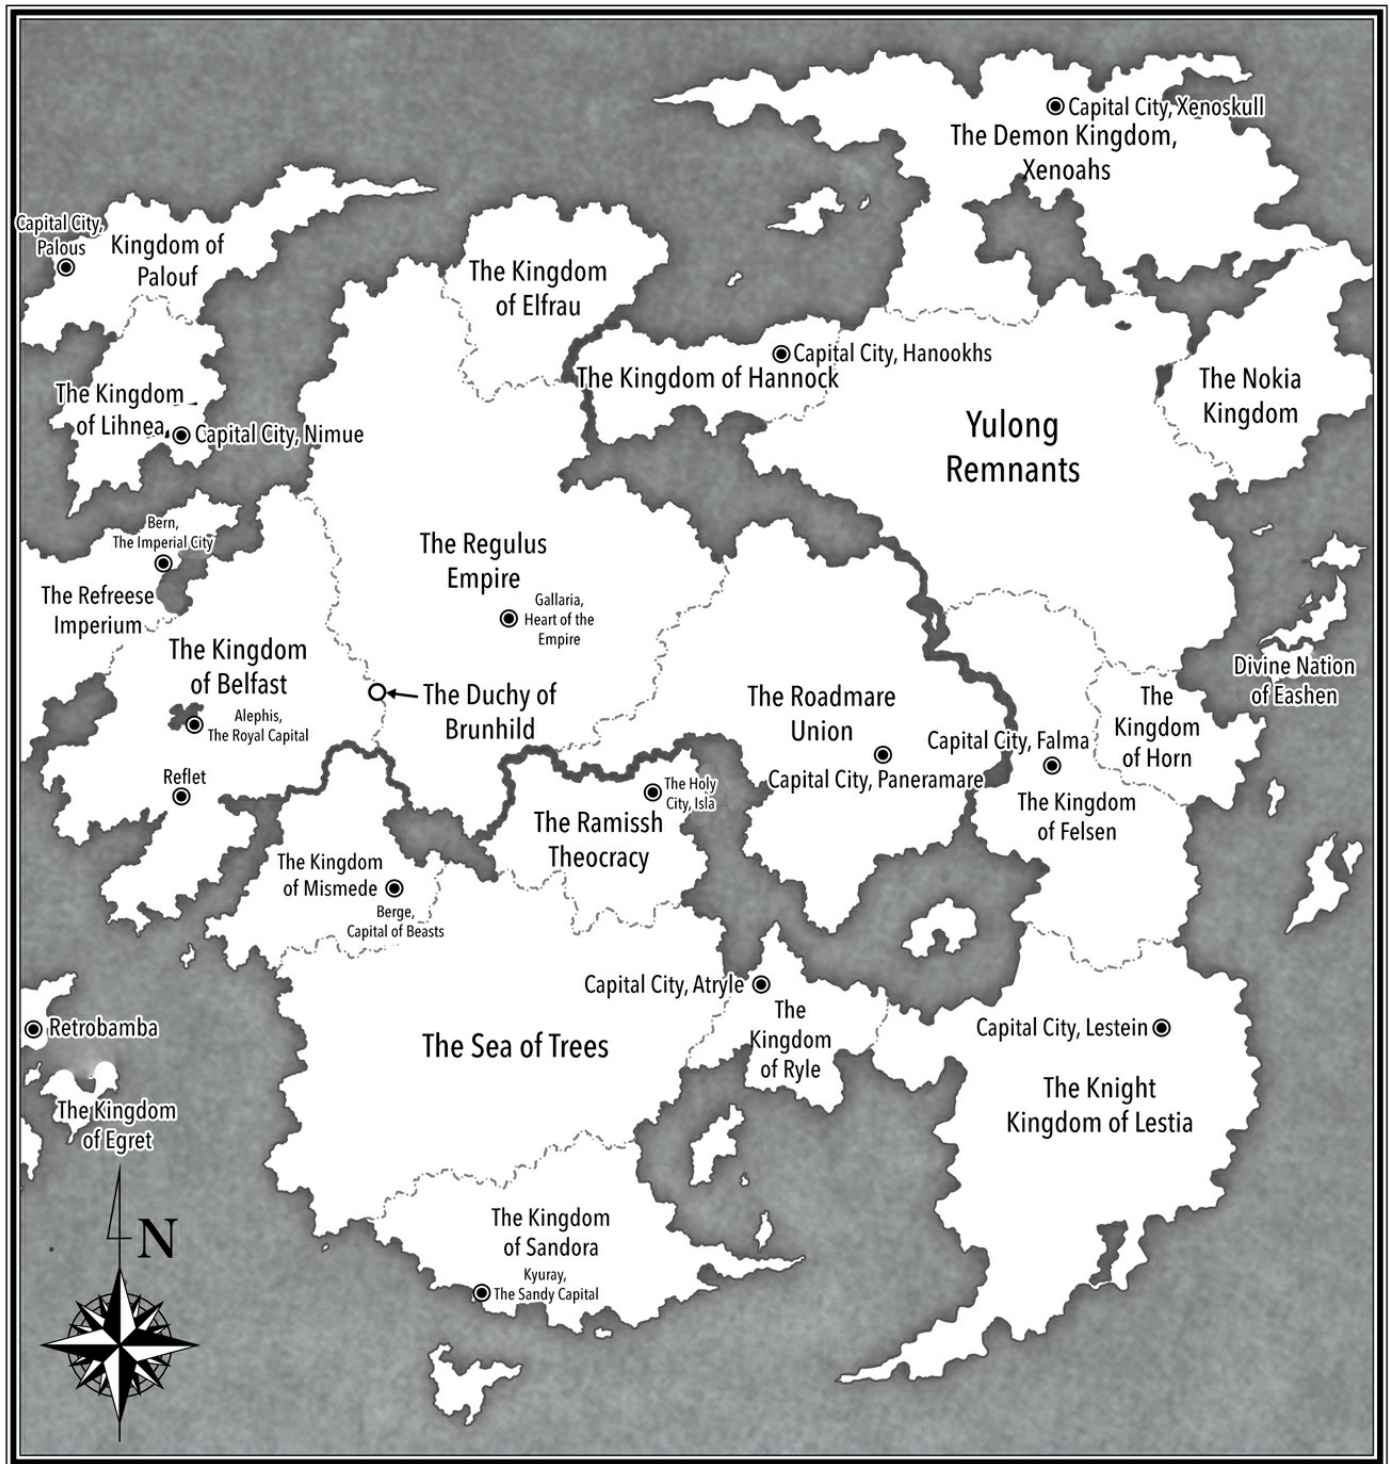 Capital City, Xenoskull
The Demon Kingdom,
Xenoahs
Capital City,
Palous
Kingdom of
Palouf
The Kingdom
of Elfrau
Capital City, Hanookhs
The Kingdom of Hannock
The Nokia
Kingdom
The Kingdom
of Lihnea
Capital City, Nimue
Yulong
Remnants
Bern,
The Imperial City
The Refreese
Imperium
The Regulus
Empire
Gallaria,
Heart of the
Empire
The Kingdom
of Belfast
Alephis,
The Royal Capital
The Duchy of
Brunhild
Reflet
The Roadmare
Union
Capital City, Paneramare
Divine Nation
of Eashen
The
Kingdom
of Horn
Capital City, Falma
The Kingdom
of Felsen
The Holy
City, Isla
The Ramissh
Theocracy
The Kingdom
of Mismede
Berge,
Capital of Beasts
Capital City, Atryle
The
Kingdom
of Ryle
The Sea of Trees
Capital City, Lestein
The Knight
Kingdom of Lestia
Retrobamba
The Kingdom
of Egret
N
The Kingdom
of Sandora
Kyuray,
The Sandy Capital